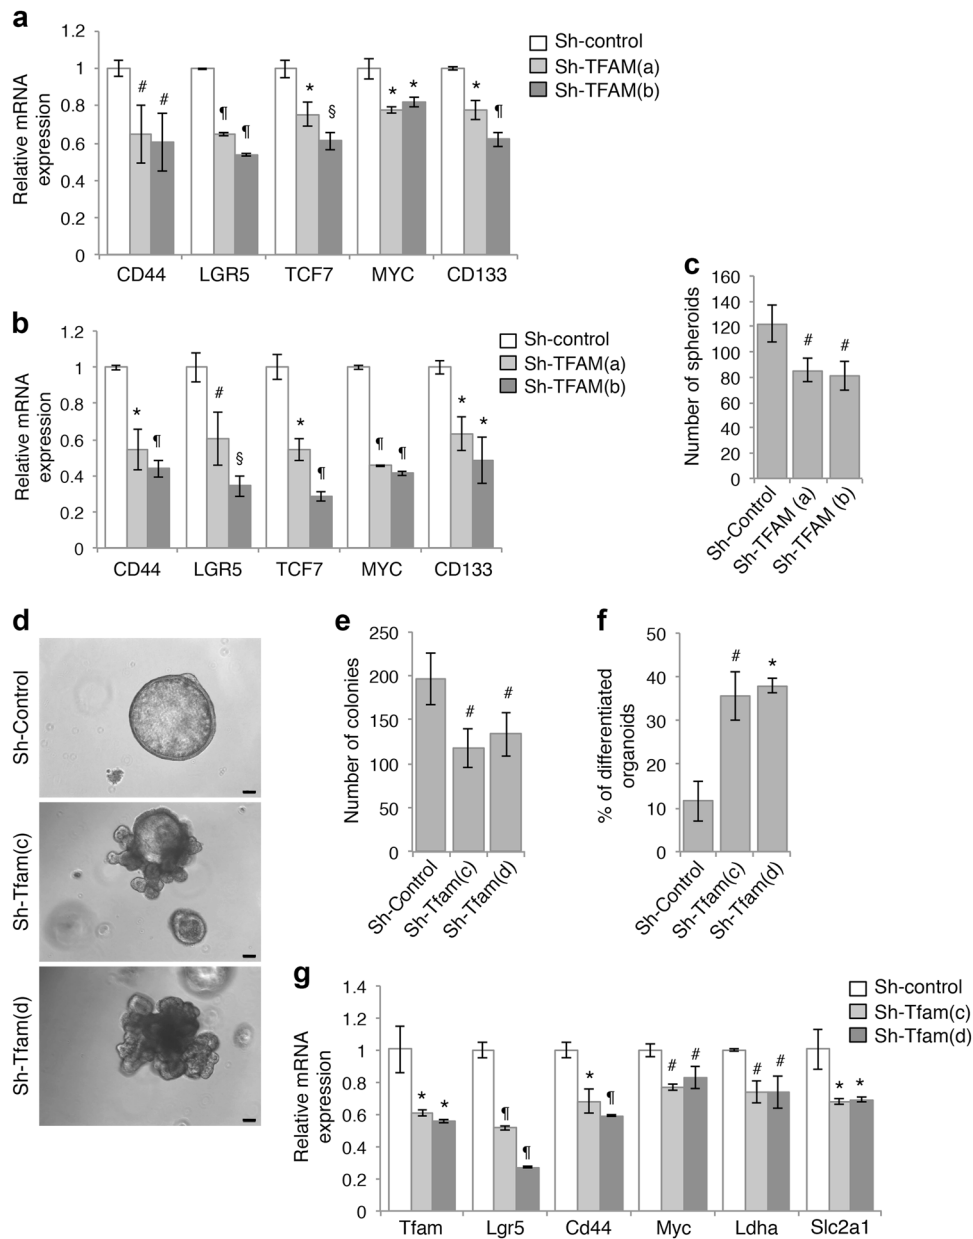 a
1.2
1
0.8
0.6
0.4
0.2
0
Relative mRNA
expression
# # ¶ ¶ * § * * * ¶
CD44 LGR5 TCF7 MYC CD133
Sh-control
Sh-TFAM(a)
Sh-TFAM(b)
b
1.2
1
0.8
0.6
0.4
0.2
0
Relative mRNA
expression
* ¶ # § * ¶ ¶ ¶ * *
CD44 LGR5 TCF7 MYC CD133
Sh-control
Sh-TFAM(a)
Sh-TFAM(b)
c
160
140
120
100
80
60
40
20
0
Number of spheroids
# #
Sh-Control
Sh-TFAM (a)
Sh-TFAM (b)
d
Sh-Control
Sh-Tfam(c)
Sh-Tfam(d)
e
250
200
150
100
50
0
Number of colonies
# #
Sh-Control
Sh-Tfam(c)
Sh-Tfam(d)
f
50
40
30
20
10
0
% of differentiated
organoids
# *
Sh-Control
Sh-Tfam(c)
Sh-Tfam(d)
g
1.4
1.2
1
0.8
0.6
0.4
0.2
0
Relative mRNA
expression
* * ¶ ¶ * ¶ # # # # * *
Tfam Lgr5 Cd44 Myc Ldha Slc2a1
Sh-control
Sh-Tfam(c)
Sh-Tfam(d)